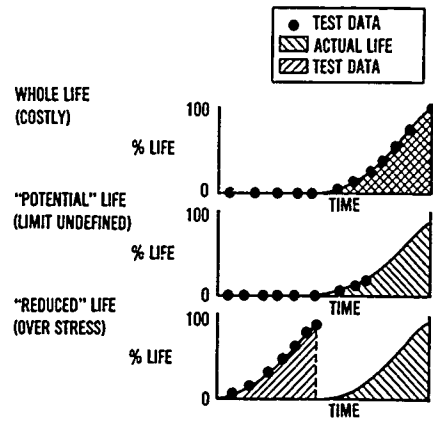 TEST DATA
ACTUAL LIFE
TEST DATA
WHOLE LIFE
(COSTLY)
100
% LIFE
0
TIME
"POTENTIAL" LIFE
(LIMIT UNDEFINED)
100
% LIFE
0
TIME
"REDUCED" LIFE
(OVER STRESS)
100
% LIFE
0
TIME